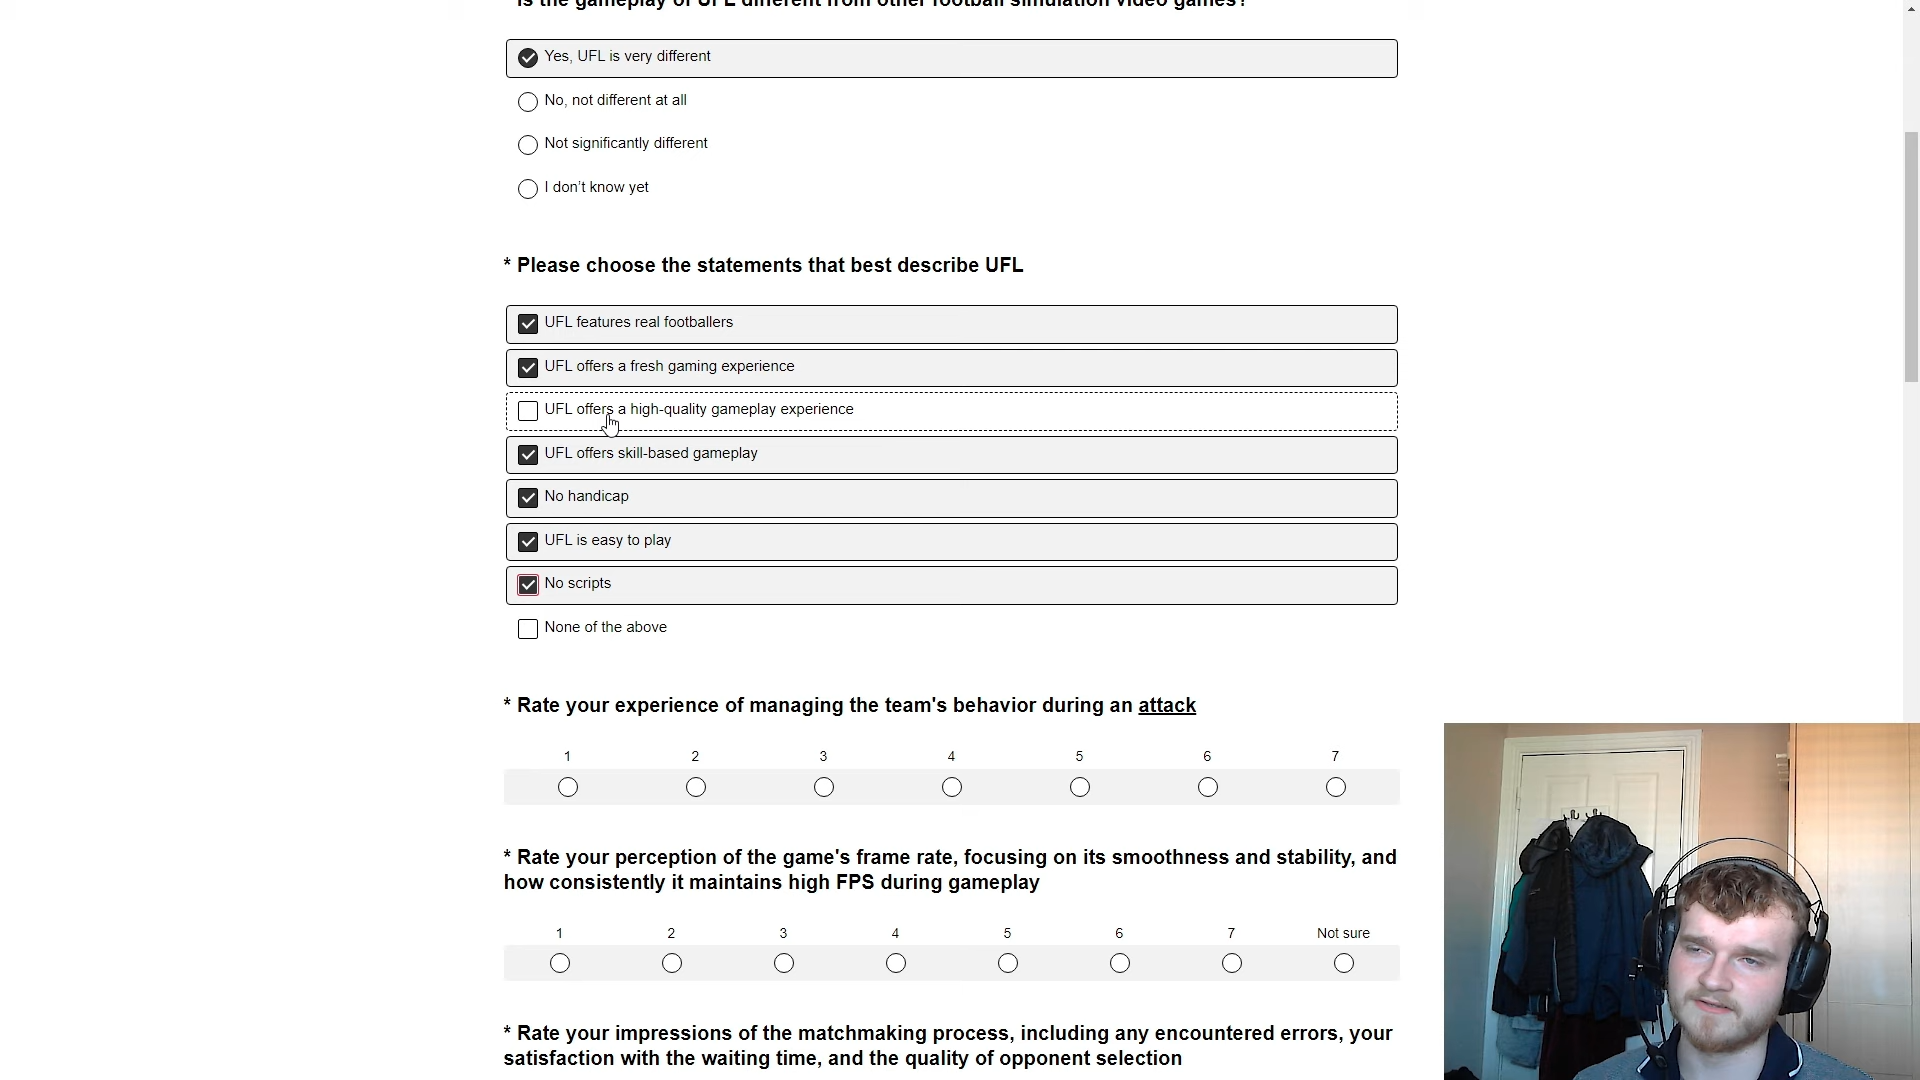 Is the gameplay of UFL different from other football simulation video games?
Yes, UFL is very different
No, not different at all
Not significantly different
I don't know yet
* Please choose the statements that best describe UFL
UFL features real footballers
UFL offers a fresh gaming experience
UFL offers a high-quality gameplay experience
UFL offers skill-based gameplay
No handicap
UFL is easy to play
No scripts
None of the above
* Rate your experience of managing the team's behavior during an attack
1 2 3 4 5 6 7
* Rate your perception of the game's frame rate, focusing on its smoothness and stability, and
how consistently it maintains high FPS during gameplay
1 2 3 4 5 6 7 Not sure
* Rate your impressions of the matchmaking process, including any encountered errors, your
satisfaction with the waiting time, and the quality of opponent selection